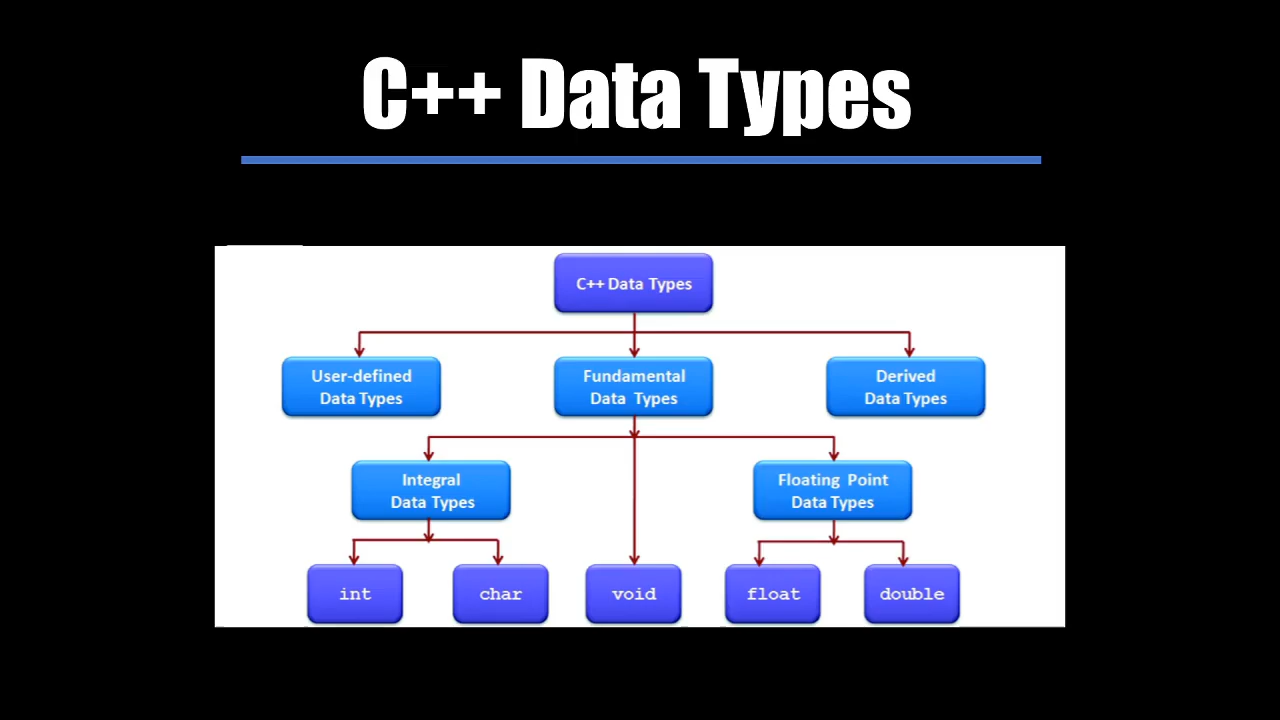 C++ Data Types
C++ Data Types
User-defined
Data Types
Fundamental
Data Types
Derived
Data Types
Integral
Data Types
Floating Point
Data Types
int
char
void
float
double